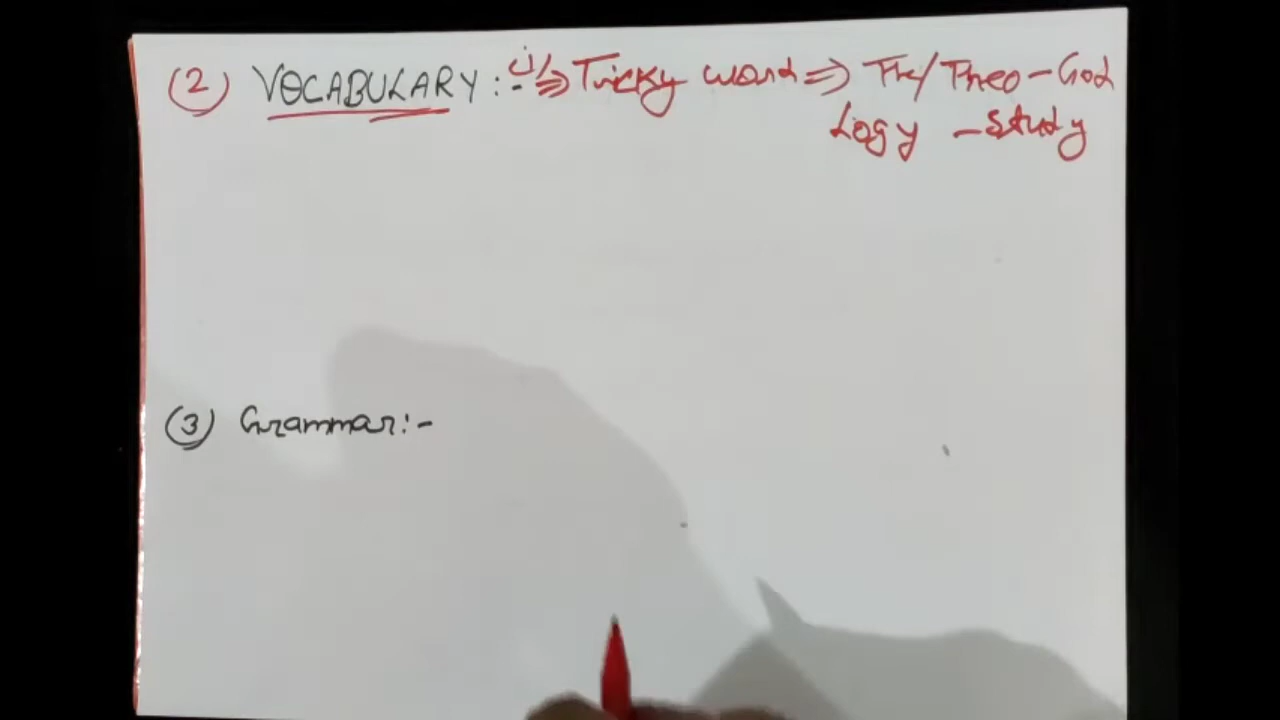 (2) VOCABULARY :- (i) ⇒ Tricky word ⇒ The/Theo - God
Logy - Study
(3) Grammar :-